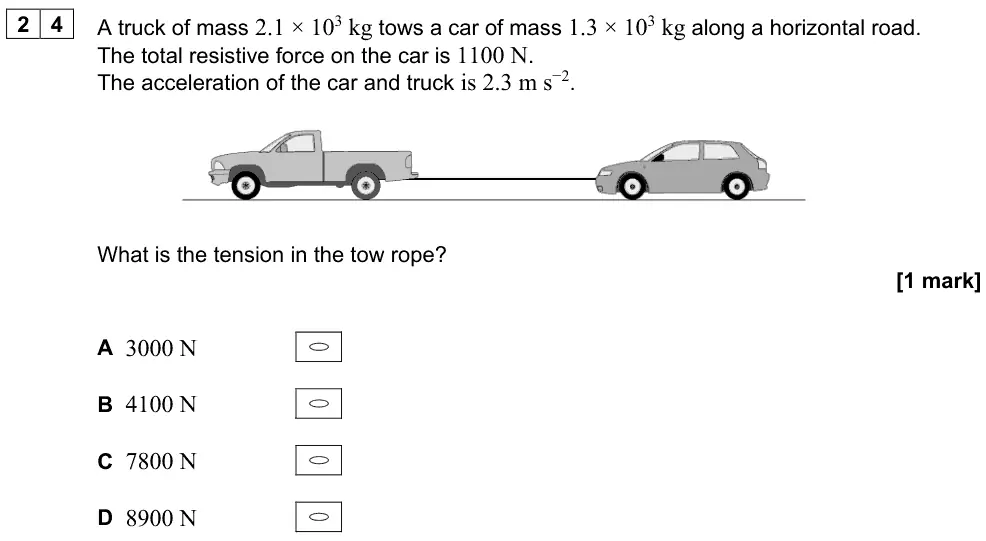 2 4 A truck of mass 2.1 × 10³ kg tows a car of mass 1.3 × 10³ kg along a horizontal road.
The total resistive force on the car is 1100 N.
The acceleration of the car and truck is 2.3 m s⁻².
What is the tension in the tow rope?
[1 mark]
A 3000 N
B 4100 N
C 7800 N
D 8900 N